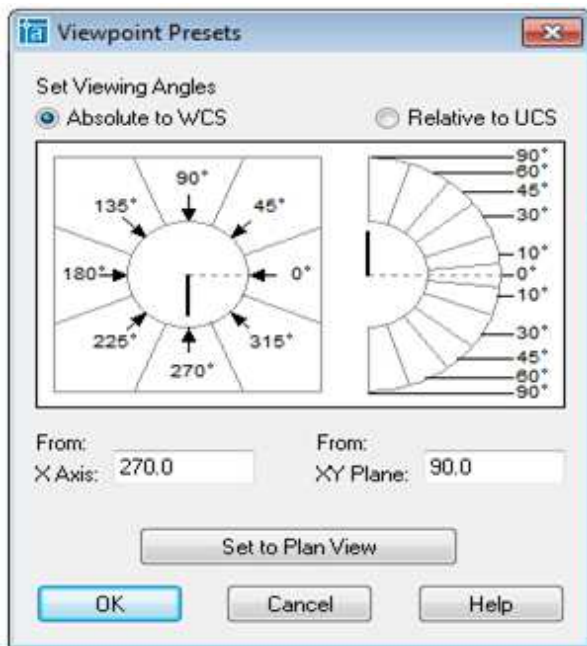 Viewpoint Presets
Set Viewing Angles
Absolute to WCS
Relative to UCS
90°
135°
45°
180°
0°
225°
315°
270°
90°
60°
45°
30°
10°
0°
10°
30°
45°
60°
90°
From:
X Axis: 270.0
From:
XY Plane: 90.0
Set to Plan View
OK
Cancel
Help